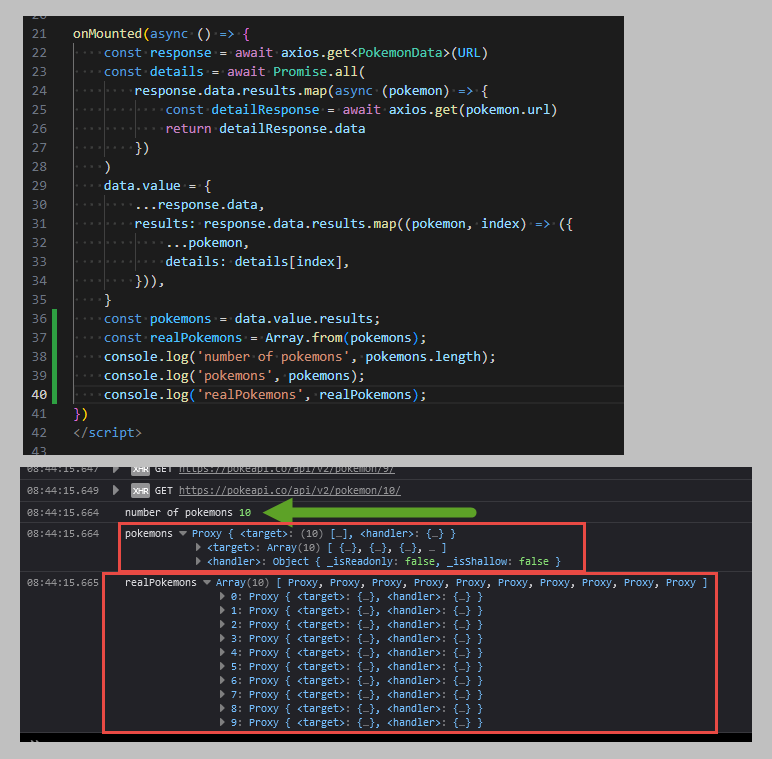 20
21 onMounted(async () => {
22 const response = await axios.get<PokemonData>(URL)
23 const details = await Promise.all(
24 response.data.results.map(async (pokemon) => {
25 const detailResponse = await axios.get(pokemon.url)
26 return detailResponse.data
27 })
28 )
29 data.value = {
30 ...response.data,
31 results: response.data.results.map((pokemon, index) => ({
32 ...pokemon,
33 details: details[index],
34 })),
35 }
36 const pokemons = data.value.results;
37 const realPokemons = Array.from(pokemons);
38 console.log('number of pokemons', pokemons.length);
39 console.log('pokemons', pokemons);
40 console.log('realPokemons', realPokemons);
41 })
42 </script>
43
08:44:15.647 XHR GET https://pokeapi.co/api/v2/pokemon/9/
08:44:15.649 XHR GET https://pokeapi.co/api/v2/pokemon/10/
08:44:15.664 number of pokemons 10
08:44:15.664 pokemons Proxy { <target>: (10) […], <handler>: {…} }
<target>: Array(10) [ {…}, {…}, {…}, … ]
<handler>: Object { _isReadonly: false, _isShallow: false }
08:44:15.665 realPokemons Array(10) [ Proxy, Proxy, Proxy, Proxy, Proxy, Proxy, Proxy, Proxy, Proxy, Proxy ]
0: Proxy { <target>: {…}, <handler>: {…} }
1: Proxy { <target>: {…}, <handler>: {…} }
2: Proxy { <target>: {…}, <handler>: {…} }
3: Proxy { <target>: {…}, <handler>: {…} }
4: Proxy { <target>: {…}, <handler>: {…} }
5: Proxy { <target>: {…}, <handler>: {…} }
6: Proxy { <target>: {…}, <handler>: {…} }
7: Proxy { <target>: {…}, <handler>: {…} }
8: Proxy { <target>: {…}, <handler>: {…} }
9: Proxy { <target>: {…}, <handler>: {…} }